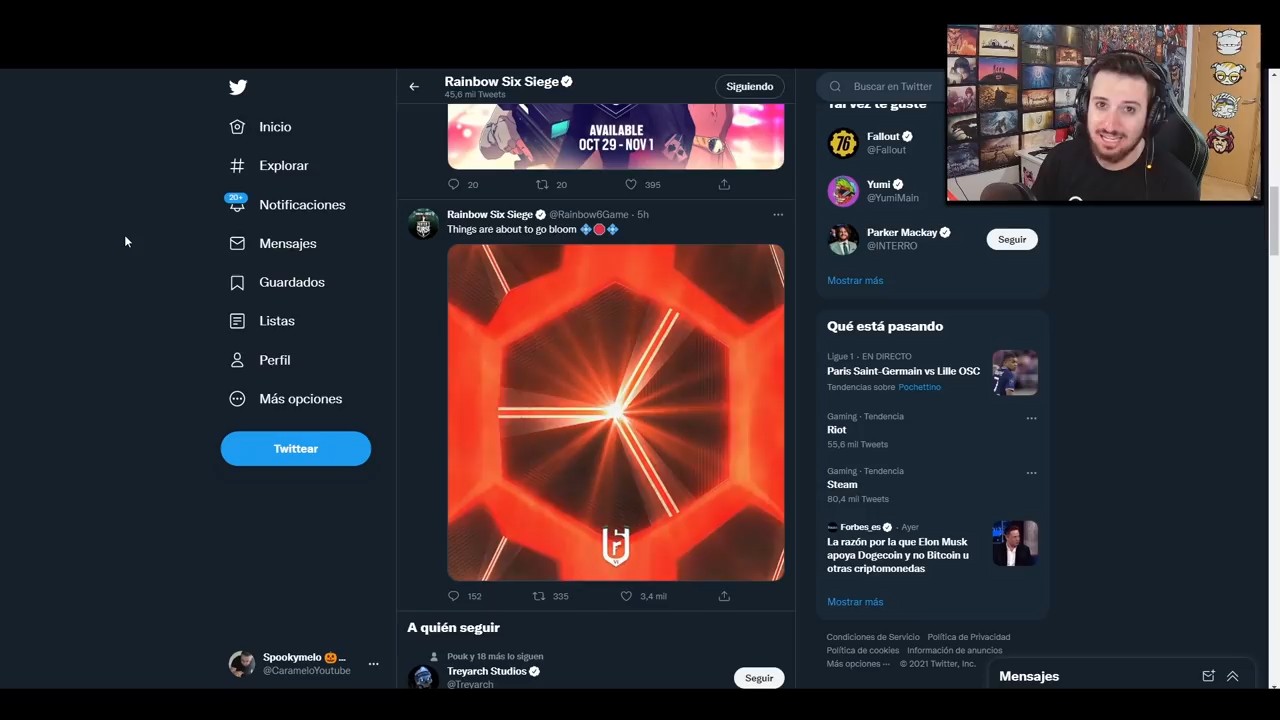 Inicio
Explorar
20+
Notificaciones
Mensajes
Guardados
Listas
Perfil
Más opciones
Twittear
Spookymelo 🎃...
@CarameloYoutube
Rainbow Six Siege
45,6 mil Tweets
Siguiendo
AVAILABLE
OCT 29 - NOV 1
20
20
395
Rainbow Six Siege @Rainbow6Game · 5h
Things are about to go bloom 💠🔴💠
152
335
3,4 mil
A quién seguir
Pouk y 18 más lo siguen
Treyarch Studios
@Treyarch
Seguir
Buscar en Twitter
Tal vez te guste
Fallout
@Fallout
Yumi
@YumiMain
Parker Mackay
@INTERRO
Seguir
Mostrar más
Qué está pasando
Ligue 1 · EN DIRECTO
Paris Saint-Germain vs Lille OSC
Tendencias sobre Pochettino
Gaming · Tendencia
Riot
55,6 mil Tweets
Gaming · Tendencia
Steam
80,4 mil Tweets
Forbes_es · Ayer
La razón por la que Elon Musk
apoya Dogecoin y no Bitcoin u
otras criptomonedas
Mostrar más
Condiciones de Servicio Política de Privacidad
Política de cookies Información de anuncios
Más opciones ··· © 2021 Twitter, Inc.
Mensajes